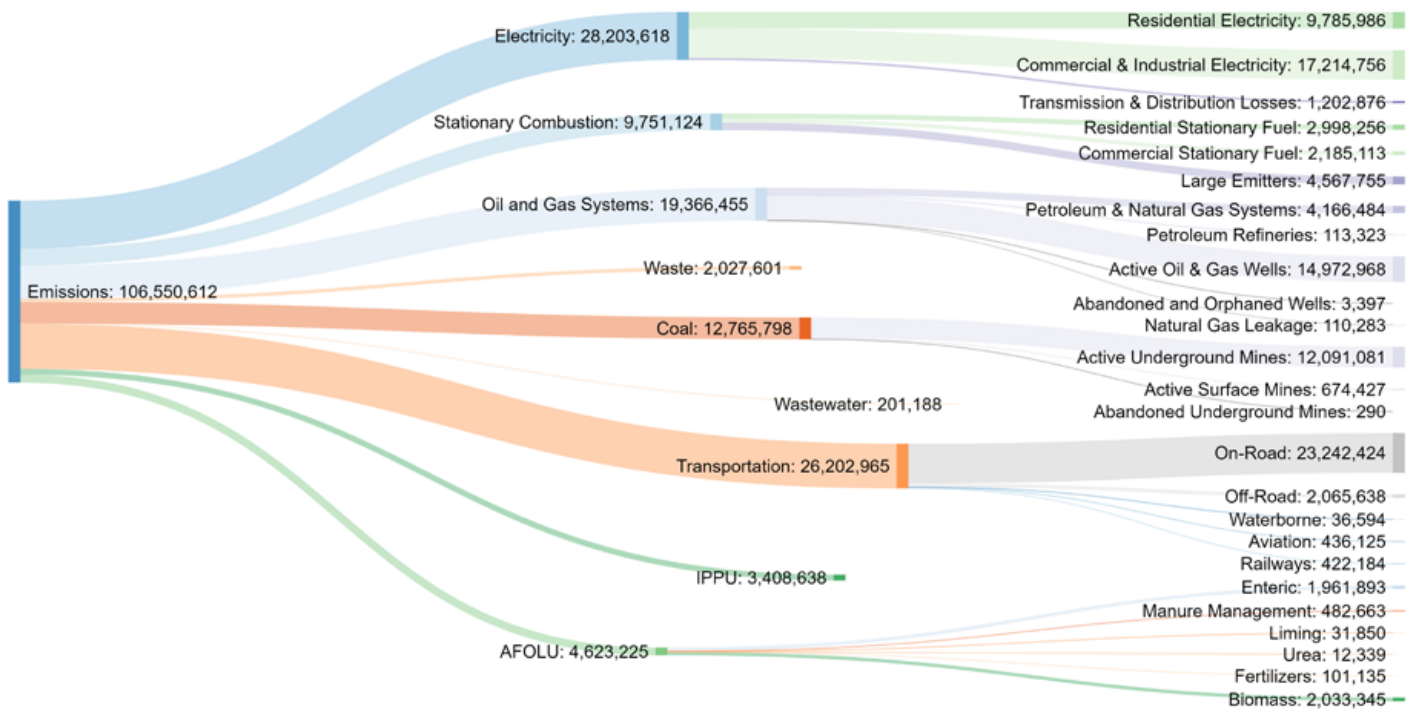 Emissions: 106,550,612
Electricity: 28,203,618
Stationary Combustion: 9,751,124
Oil and Gas Systems: 19,366,455
Waste: 2,027,601
Coal: 12,765,798
Wastewater: 201,188
Transportation: 26,202,965
IPPU: 3,408,638
AFOLU: 4,623,225
Residential Electricity: 9,785,986
Commercial & Industrial Electricity: 17,214,756
Transmission & Distribution Losses: 1,202,876
Residential Stationary Fuel: 2,998,256
Commercial Stationary Fuel: 2,185,113
Large Emitters: 4,567,755
Petroleum & Natural Gas Systems: 4,166,484
Petroleum Refineries: 113,323
Active Oil & Gas Wells: 14,972,968
Abandoned and Orphaned Wells: 3,397
Natural Gas Leakage: 110,283
Active Underground Mines: 12,091,081
Active Surface Mines: 674,427
Abandoned Underground Mines: 290
On-Road: 23,242,424
Off-Road: 2,065,638
Waterborne: 36,594
Aviation: 436,125
Railways: 422,184
Enteric: 1,961,893
Manure Management: 482,663
Liming: 31,850
Urea: 12,339
Fertilizers: 101,135
Biomass: 2,033,345